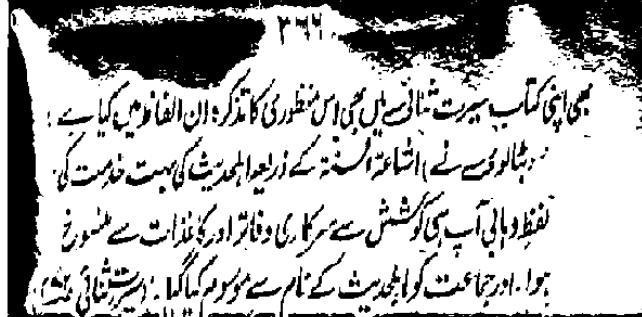 ۳۶۶
بھی اپنی کتاب سیرت ثنائی میں بھی اس منظوری کا تذکرہ ان الفاظ میں کیا ہے :
(بٹالوی نے) اشاعۃ السنۃ کے ذریعہ اہلحدیث کی بہت خدمت کی
لفظ وہابی آپ ہی کی کوشش سے سرکاری دفاتر اور کاغذات سے منسوخ
ہوا ۔ اور جماعت کو اہلحدیث کے نام سے موسوم کیا گیا ۔ (سیرت ثنائی